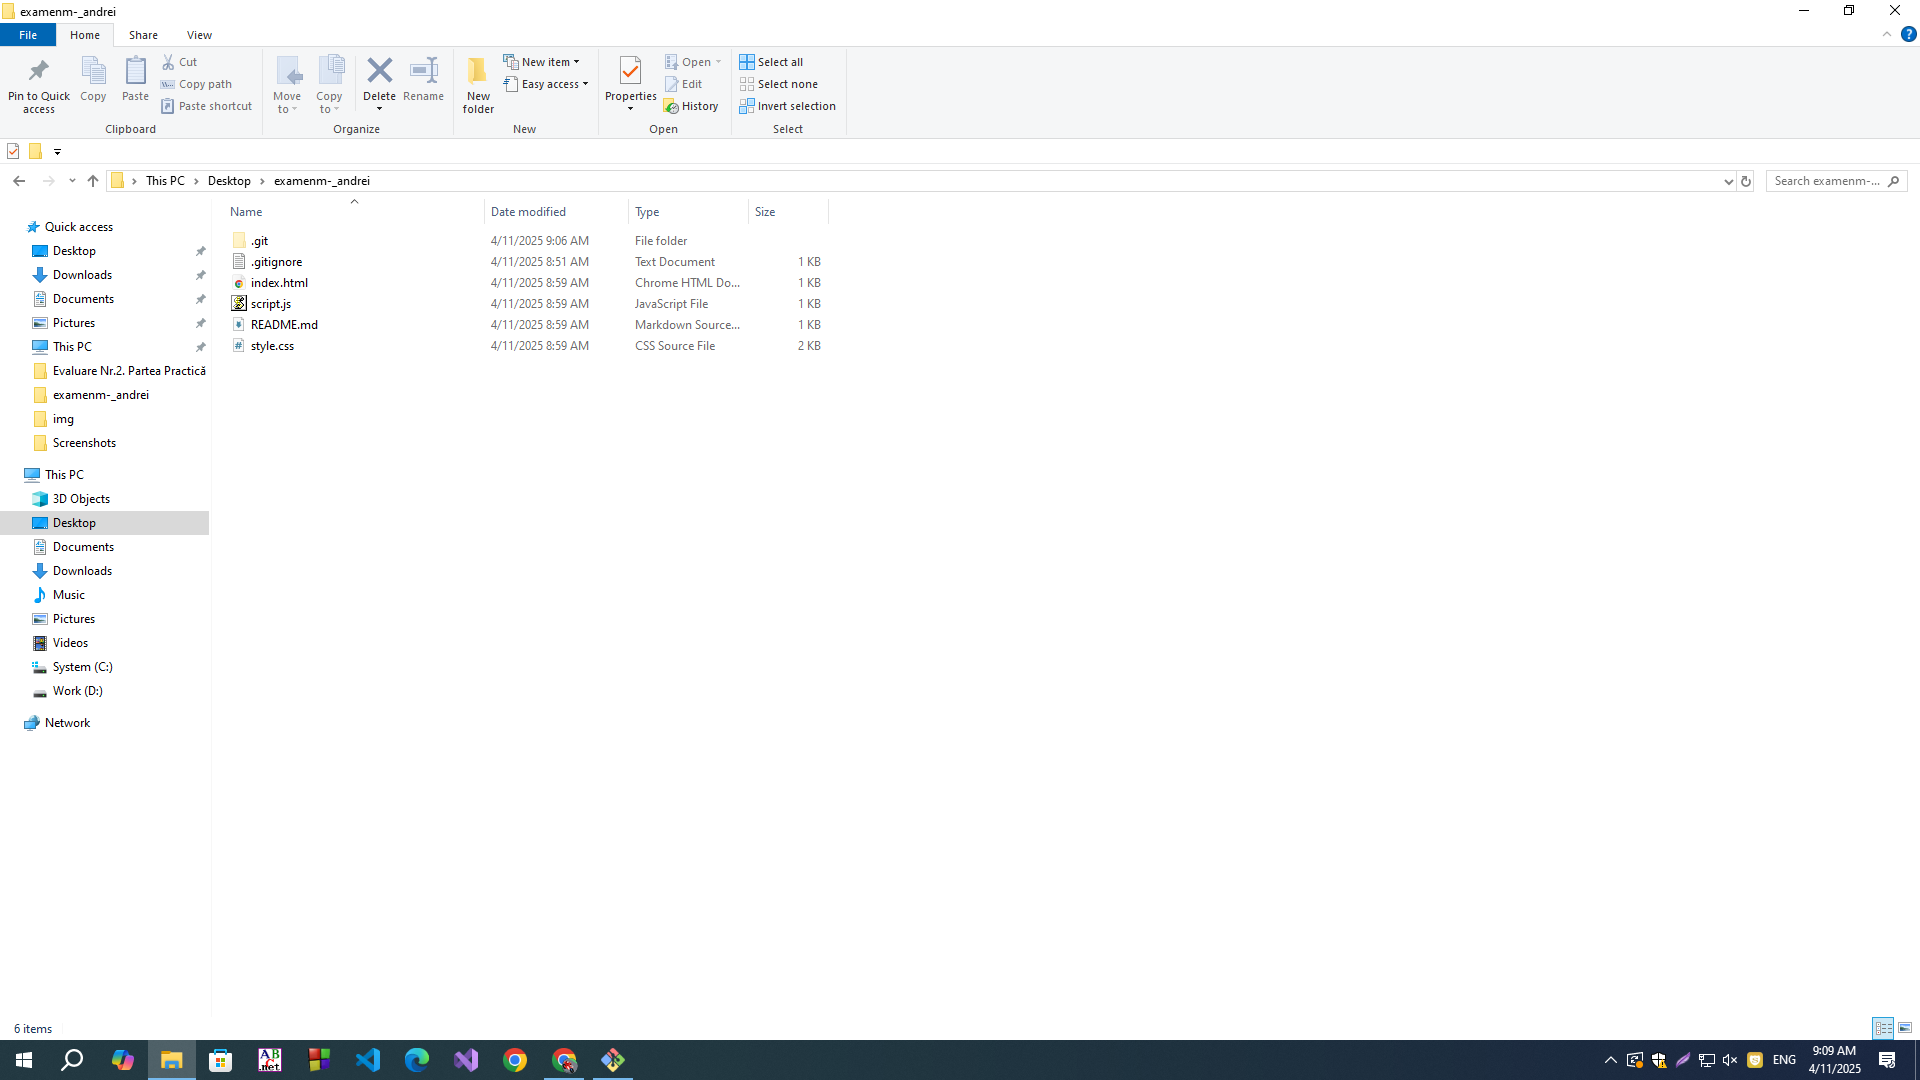 examenm-_andrei
File
Home
Share
View
Pin to Quick access
Copy
Paste
Cut
Copy path
Paste shortcut
Clipboard
Move to
Copy to
Delete
Rename
Organize
New folder
New item
Easy access
New
Properties
Open
Edit
History
Open
Select all
Select none
Invert selection
Select
This PC
Desktop
examenm-_andrei
Search examenm-...
Name
Date modified
Type
Size
.git 4/11/2025 9:06 AM File folder
.gitignore 4/11/2025 8:51 AM Text Document 1 KB
index.html 4/11/2025 8:59 AM Chrome HTML Do... 1 KB
script.js 4/11/2025 8:59 AM JavaScript File 1 KB
README.md 4/11/2025 8:59 AM Markdown Source... 1 KB
style.css 4/11/2025 8:59 AM CSS Source File 2 KB
Quick access
Desktop
Downloads
Documents
Pictures
This PC
Evaluare Nr.2. Partea Practică
examenm-_andrei
img
Screenshots
This PC
3D Objects
Desktop
Documents
Downloads
Music
Pictures
Videos
System (C:)
Work (D:)
Network
6 items
ABC.net
ENG
9:09 AM
4/11/2025